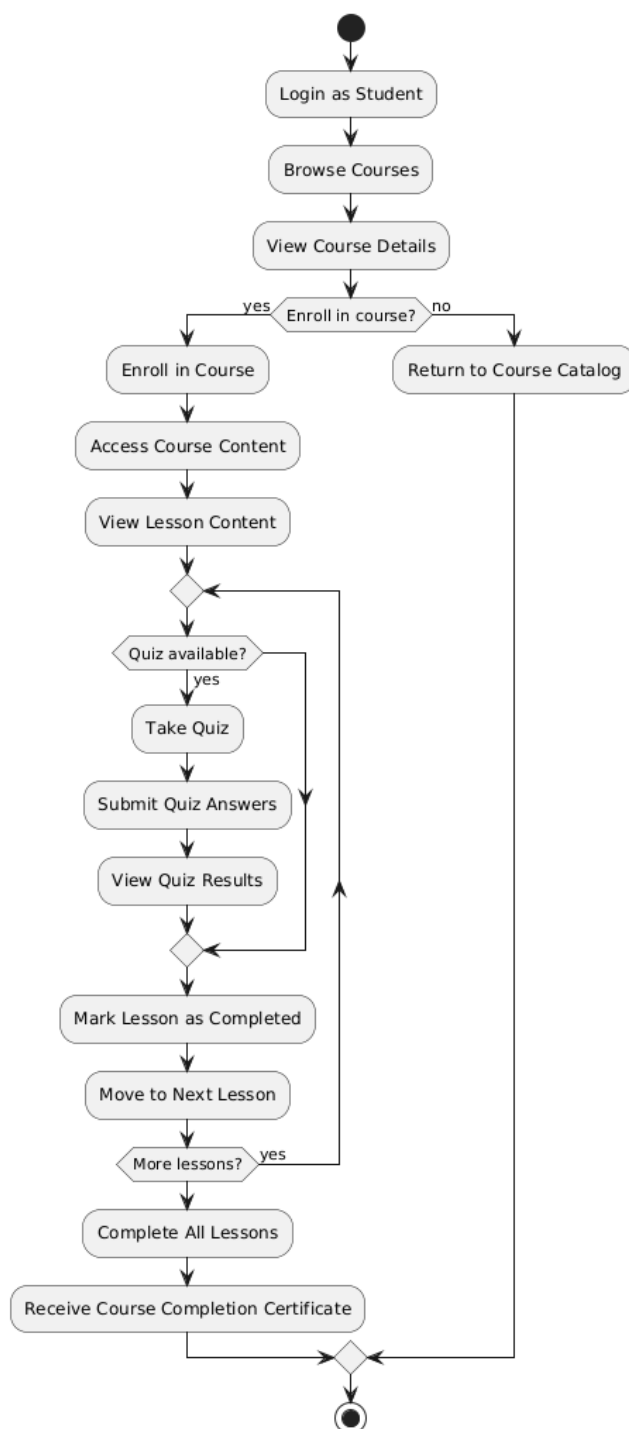 Login as Student
Browse Courses
View Course Details
yes
Enroll in course?
no
Enroll in Course
Return to Course Catalog
Access Course Content
View Lesson Content
Quiz available?
yes
Take Quiz
Submit Quiz Answers
View Quiz Results
Mark Lesson as Completed
Move to Next Lesson
More lessons?
yes
Complete All Lessons
Receive Course Completion Certificate